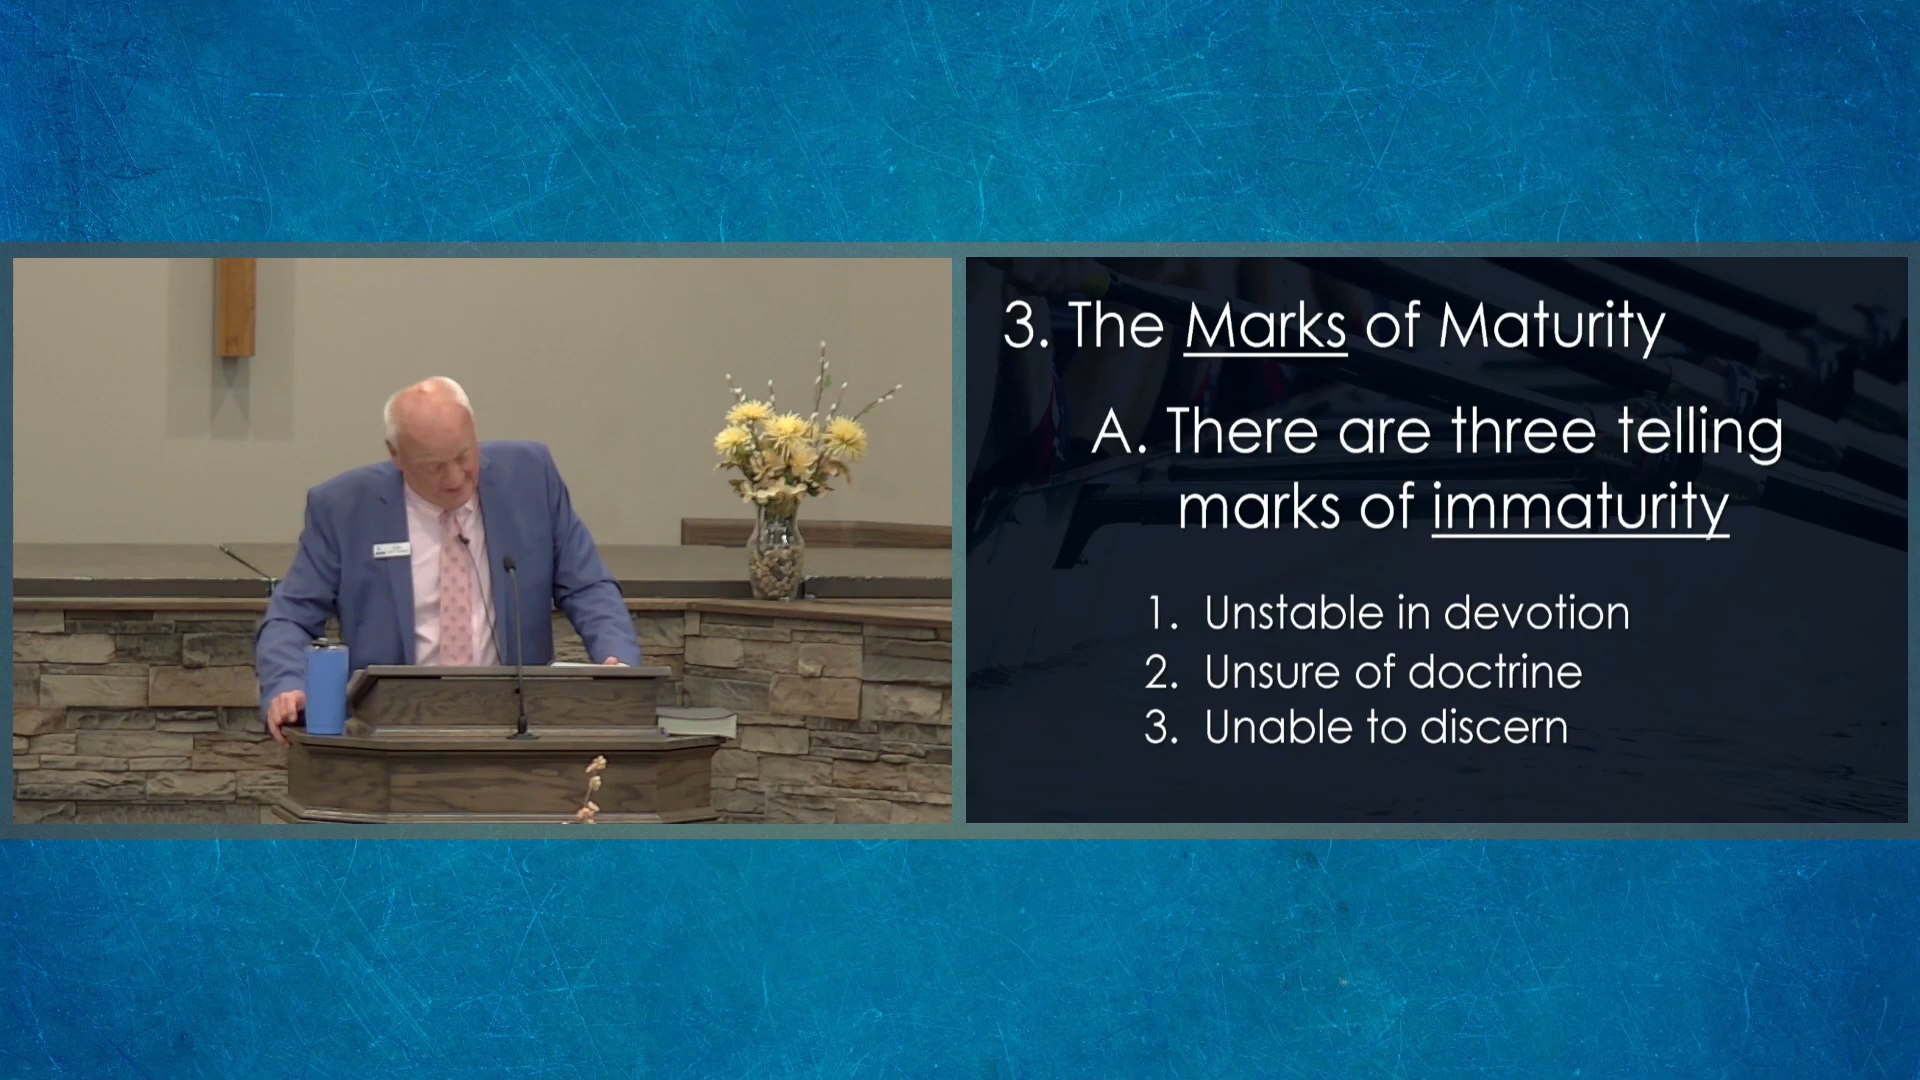 3. The Marks of Maturity
A. There are three telling
marks of immaturity
1. Unstable in devotion
2. Unsure of doctrine
3. Unable to discern